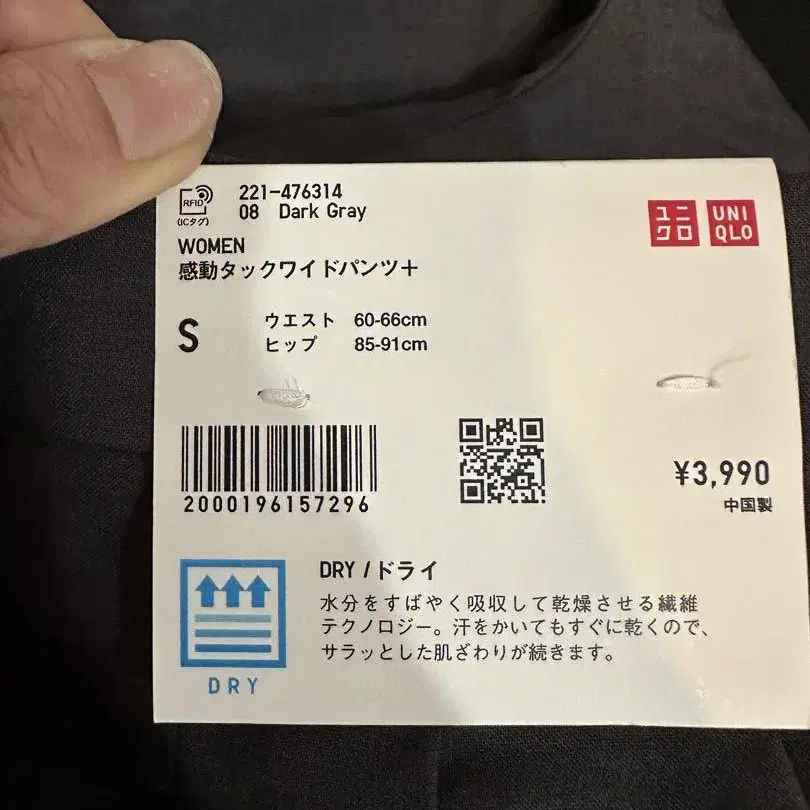 RFID
(ICタグ)
221-476314
08 Dark Gray
ユニ
クロ
UNI
QLO
WOMEN
感動タックワイドパンツ+
S
ウエスト 60-66cm
ヒップ 85-91cm
2000196157296
¥3,990
中国製
DRY
DRY / ドライ
水分をすばやく吸収して乾燥させる繊維
テクノロジー。汗をかいてもすぐに乾くので、
サラッとした肌ざわりが続きます。